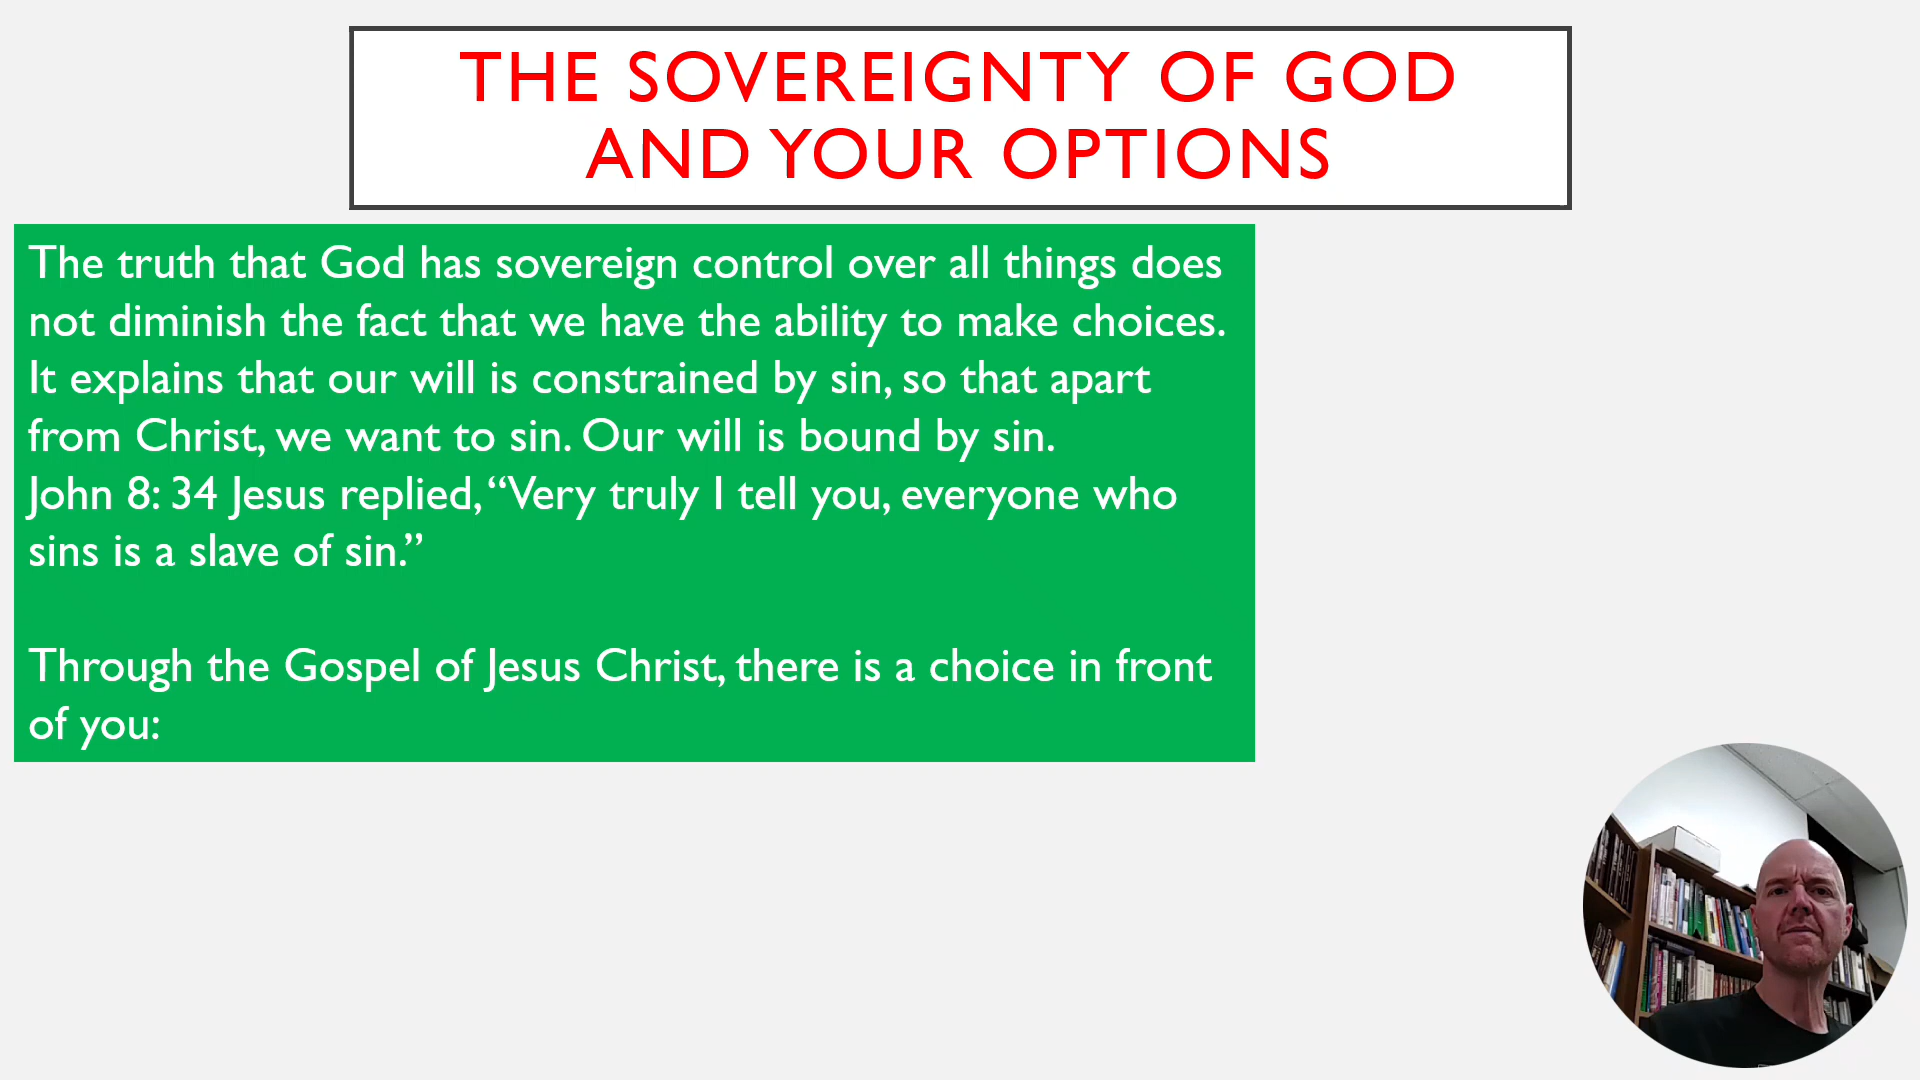 THE SOVEREIGNTY OF GOD
AND YOUR OPTIONS
The truth that God has sovereign control over all things does
not diminish the fact that we have the ability to make choices.
It explains that our will is constrained by sin, so that apart
from Christ, we want to sin. Our will is bound by sin.
John 8: 34 Jesus replied, “Very truly I tell you, everyone who
sins is a slave of sin.”
Through the Gospel of Jesus Christ, there is a choice in front
of you: